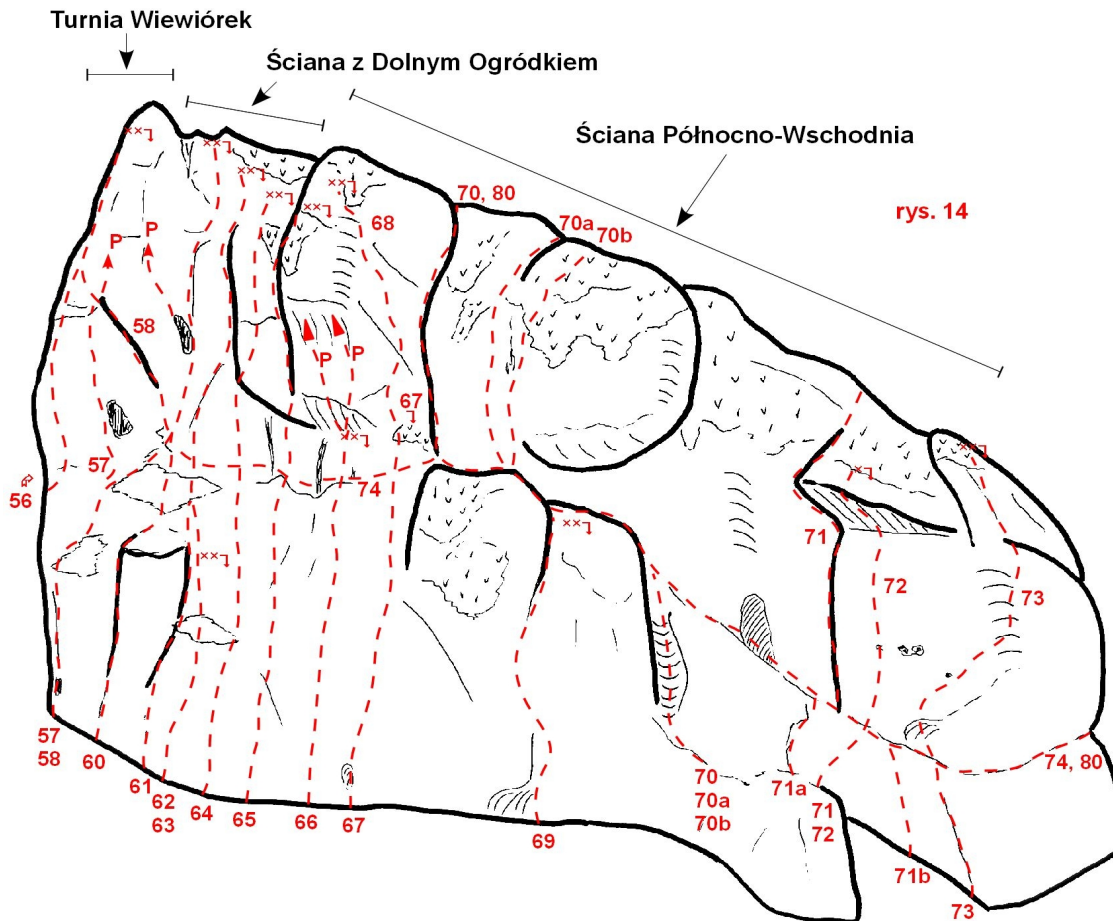 Turnia Wiewiórek
Ściana z Dolnym Ogródkiem
Ściana Północno-Wschodnia
rys. 14
70, 80
70a
70b
68
P
P
58
P
P
67
57
56
74
71
72
73
57
58
60
61
62
63
64
65
66
67
69
70
70a
70b
71a
71
72
71b
73
74, 80